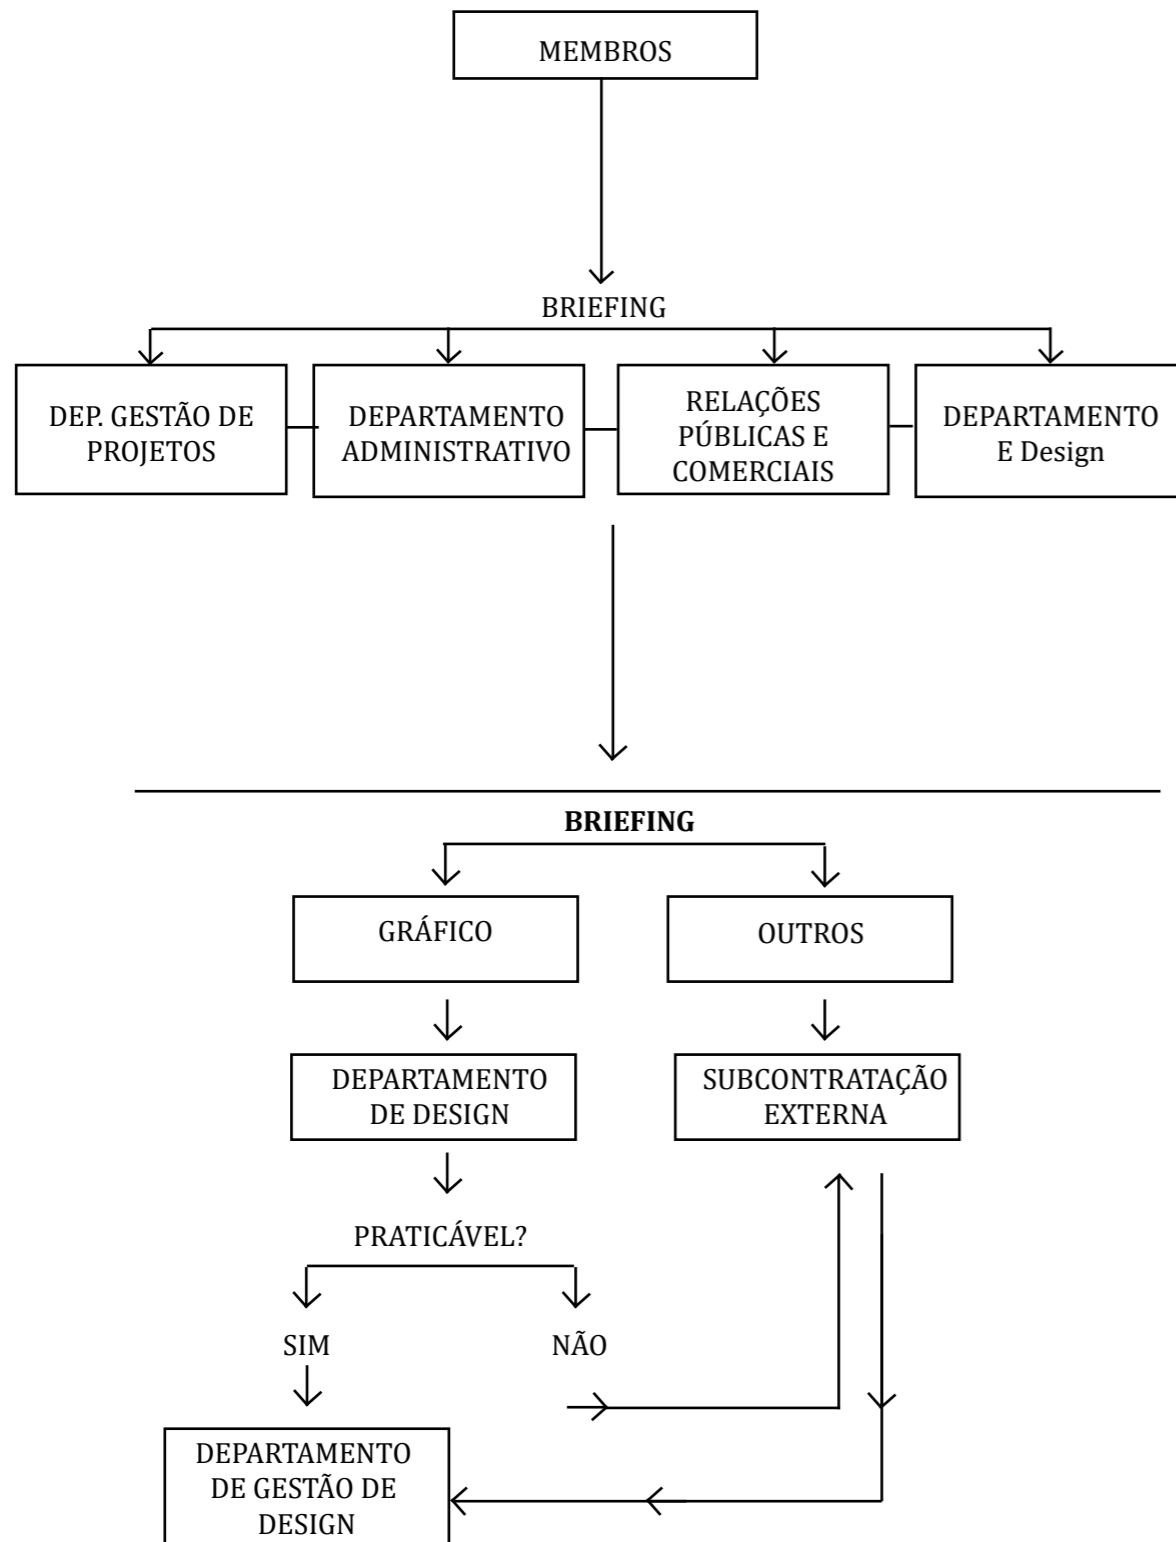 MEMBROS
BRIEFING
DEP. GESTÃO DE
PROJETOS
DEPARTAMENTO
ADMINISTRATIVO
RELAÇÕES
PÚBLICAS E
COMERCIAIS
DEPARTAMENTO
E Design
BRIEFING
GRÁFICO
OUTROS
DEPARTAMENTO
DE DESIGN
SUBCONTRATAÇÃO
EXTERNA
PRATICÁVEL?
SIM
NÃO
DEPARTAMENTO
DE GESTÃO DE
DESIGN